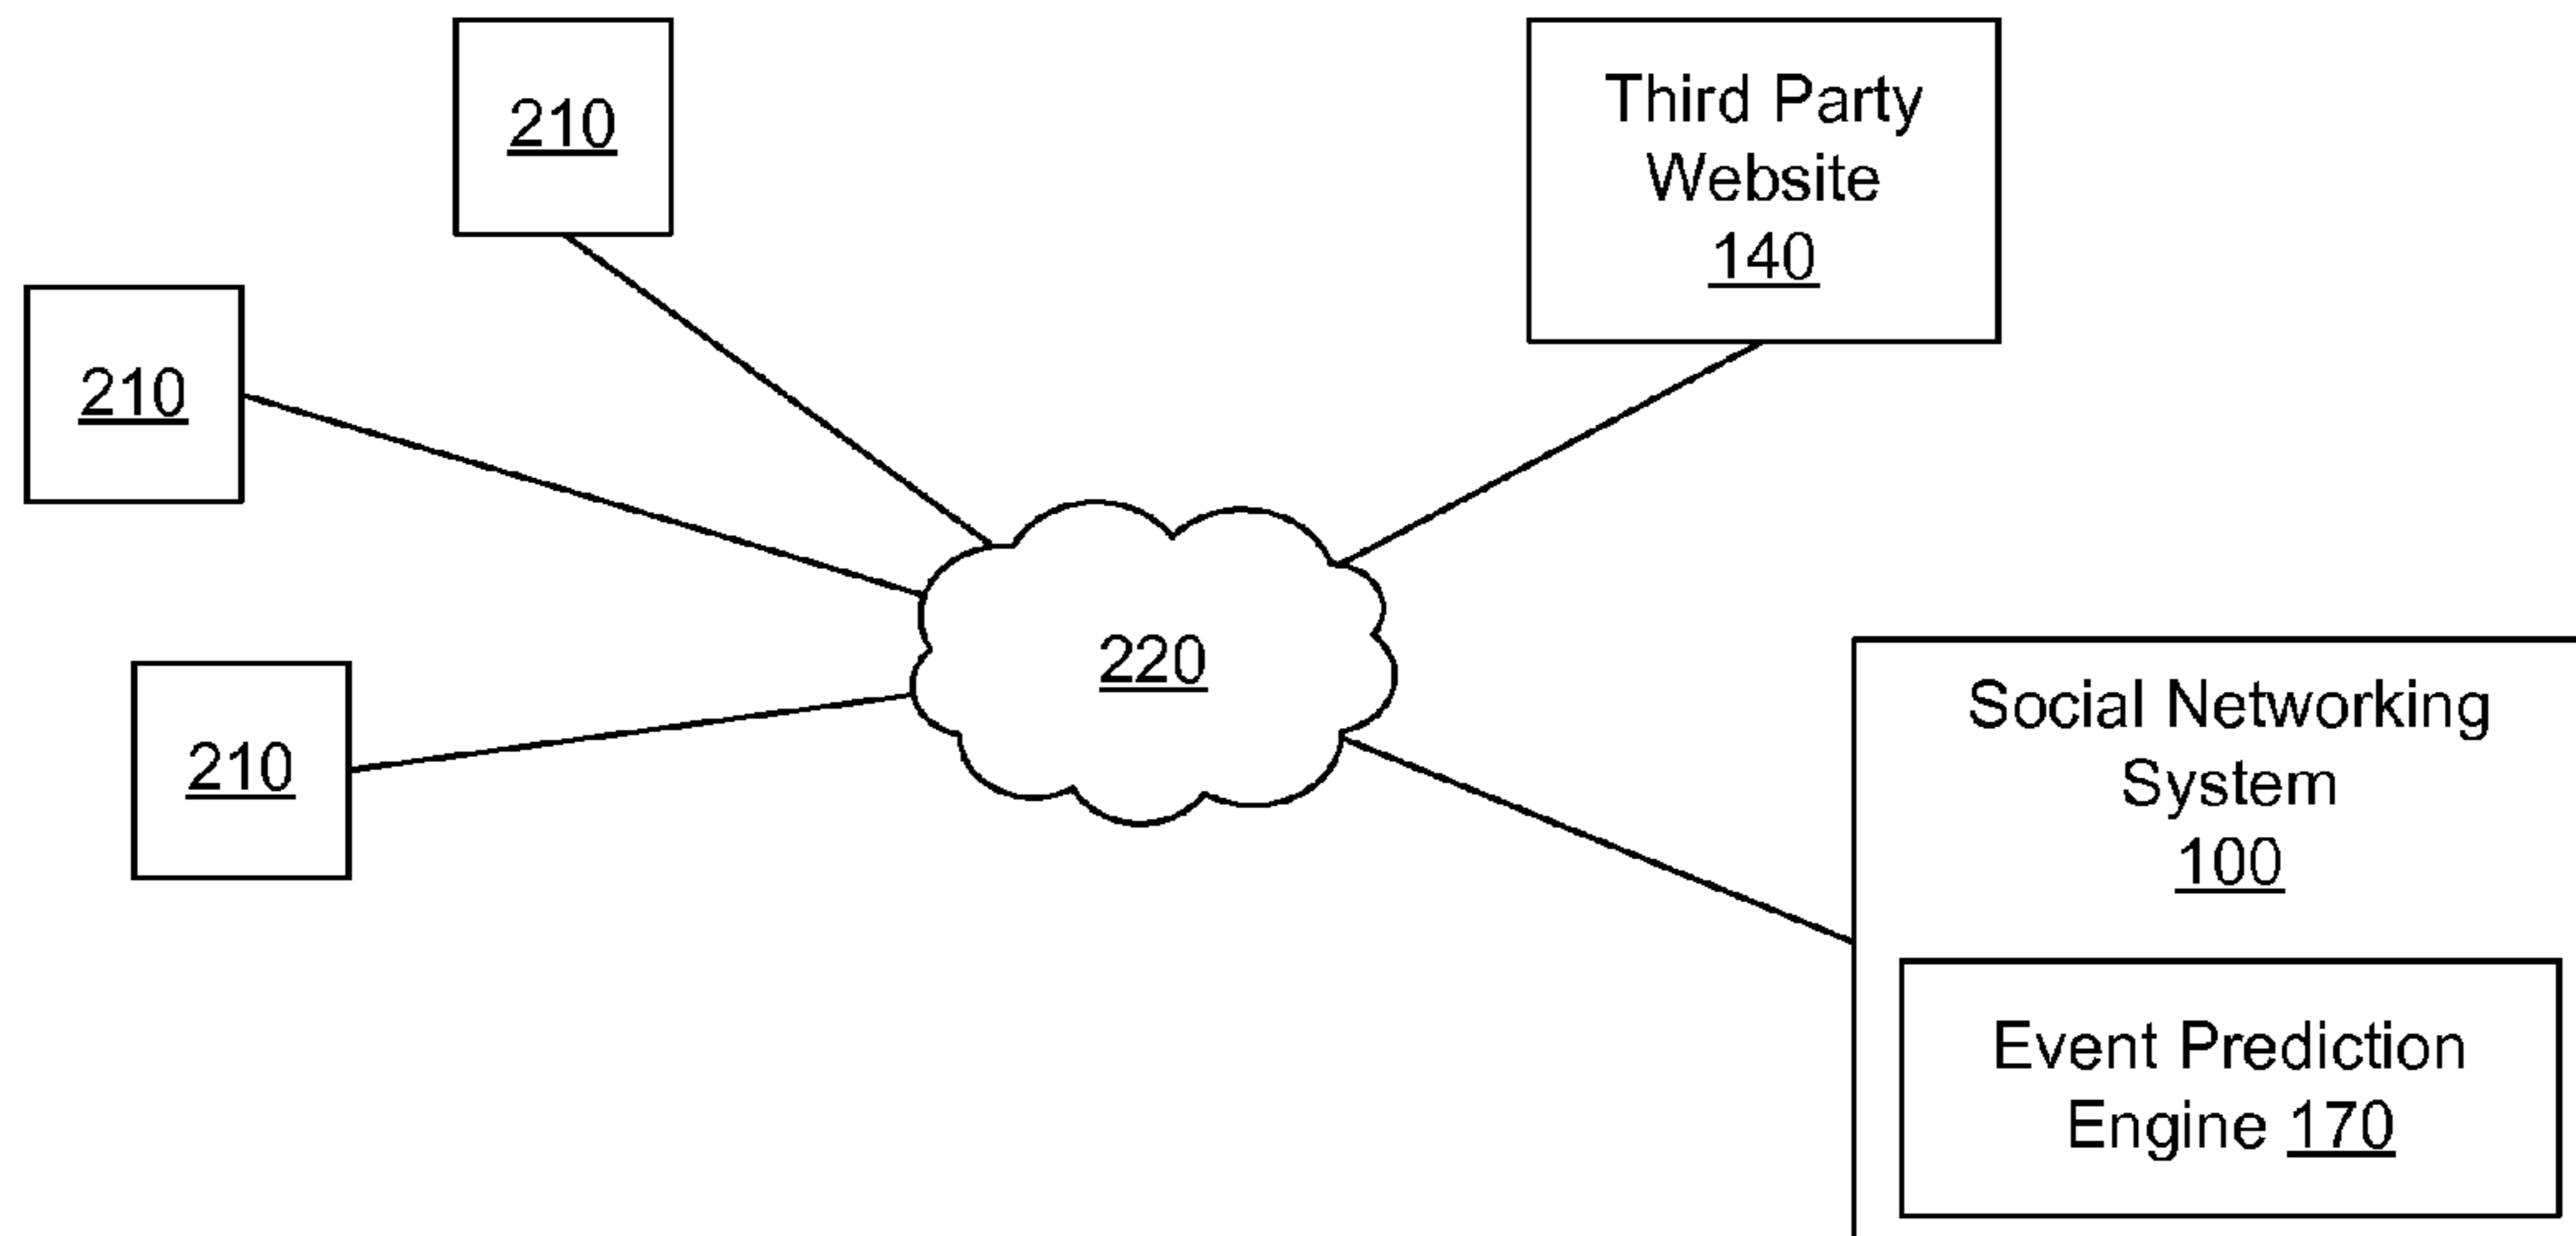 210
Third Party
Website
140
210
220
210
Social Networking
System
100
Event Prediction
Engine 170